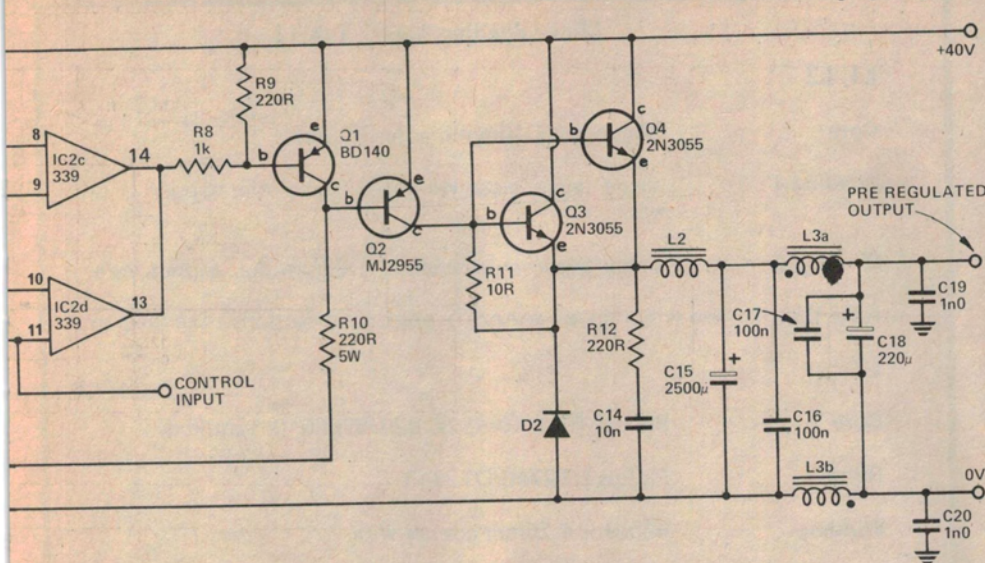 +40V
R9
220R
8
9
IC2c
339
14
R8
1k
b
e
c
Q1
BD140
b
e
c
Q2
MJ2955
b
c
e
Q4
2N3055
b
c
e
Q3
2N3055
PRE REGULATED
OUTPUT
10
11
IC2d
339
13
CONTROL
INPUT
R10
220R
5W
R11
10R
L2
L3a
R12
220R
C17
100n
+
C18
220µ
C19
1n0
C15
2500µ
+
D2
C14
10n
C16
100n
L3b
0V
C20
1n0